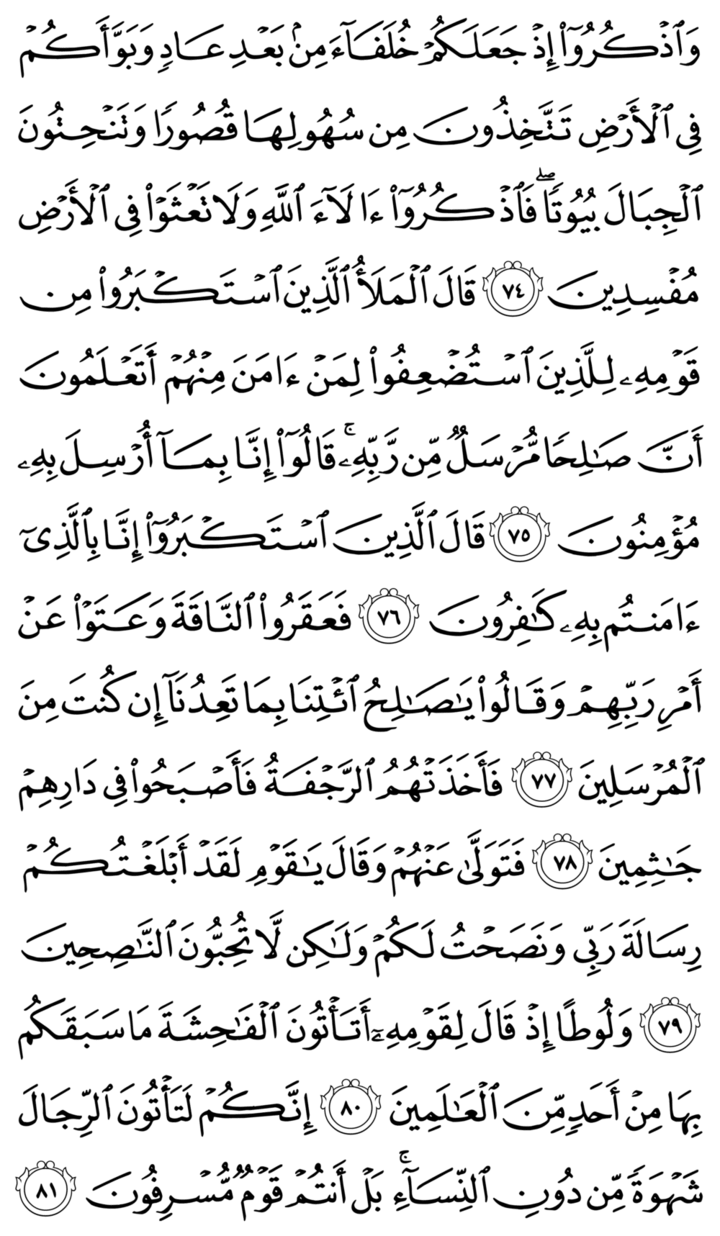 وَٱذۡكُرُوٓاْ إِذۡ جَعَلَكُمۡ خُلَفَآءَ مِنۢ بَعۡدِ عَادٖ وَبَوَّأَكُمۡ
فِي ٱلۡأَرۡضِ تَتَّخِذُونَ مِن سُهُولِهَا قُصُورٗا وَتَنۡحِتُونَ
ٱلۡجِبَالَ بُيُوتٗاۖ فَٱذۡكُرُوٓاْ ءَالَآءَ ٱللَّهِ وَلَا تَعۡثَوۡاْ فِي ٱلۡأَرۡضِ
مُفۡسِدِينَ ٧٤ قَالَ ٱلۡمَلَأُ ٱلَّذِينَ ٱسۡتَكۡبَرُواْ مِن
قَوۡمِهِۦ لِلَّذِينَ ٱسۡتُضۡعِفُواْ لِمَنۡ ءَامَنَ مِنۡهُمۡ أَتَعۡلَمُونَ
أَنَّ صَٰلِحٗا مُّرۡسَلٞ مِّن رَّبِّهِۦۚ قَالُوٓاْ إِنَّا بِمَآ أُرۡسِلَ بِهِۦ
مُؤۡمِنُونَ ٧٥ قَالَ ٱلَّذِينَ ٱسۡتَكۡبَرُوٓاْ إِنَّا بِٱلَّذِيٓ
ءَامَنتُم بِهِۦ كَٰفِرُونَ ٧٦ فَعَقَرُواْ ٱلنَّاقَةَ وَعَتَوۡاْ عَنۡ
أَمۡرِ رَبِّهِمۡ وَقَالُواْ يَٰصَٰلِحُ ٱئۡتِنَا بِمَا تَعِدُنَآ إِن كُنتَ مِنَ
ٱلۡمُرۡسَلِينَ ٧٧ فَأَخَذَتۡهُمُ ٱلرَّجۡفَةُ فَأَصۡبَحُواْ فِي دَارِهِمۡ
جَٰثِمِينَ ٧٨ فَتَوَلَّىٰ عَنۡهُمۡ وَقَالَ يَٰقَوۡمِ لَقَدۡ أَبۡلَغۡتُكُمۡ
رِسَالَةَ رَبِّي وَنَصَحۡتُ لَكُمۡ وَلَٰكِن لَّا تُحِبُّونَ ٱلنَّٰصِحِينَ
٧٩ وَلُوطًا إِذۡ قَالَ لِقَوۡمِهِۦٓ أَتَأۡتُونَ ٱلۡفَٰحِشَةَ مَا سَبَقَكُم
بِهَا مِنۡ أَحَدٖ مِّنَ ٱلۡعَٰلَمِينَ ٨٠ إِنَّكُمۡ لَتَأۡتُونَ ٱلرِّجَالَ
شَهۡوَةٗ مِّن دُونِ ٱلنِّسَآءِۚ بَلۡ أَنتُمۡ قَوۡمٞ مُّسۡرِفُونَ ٨١